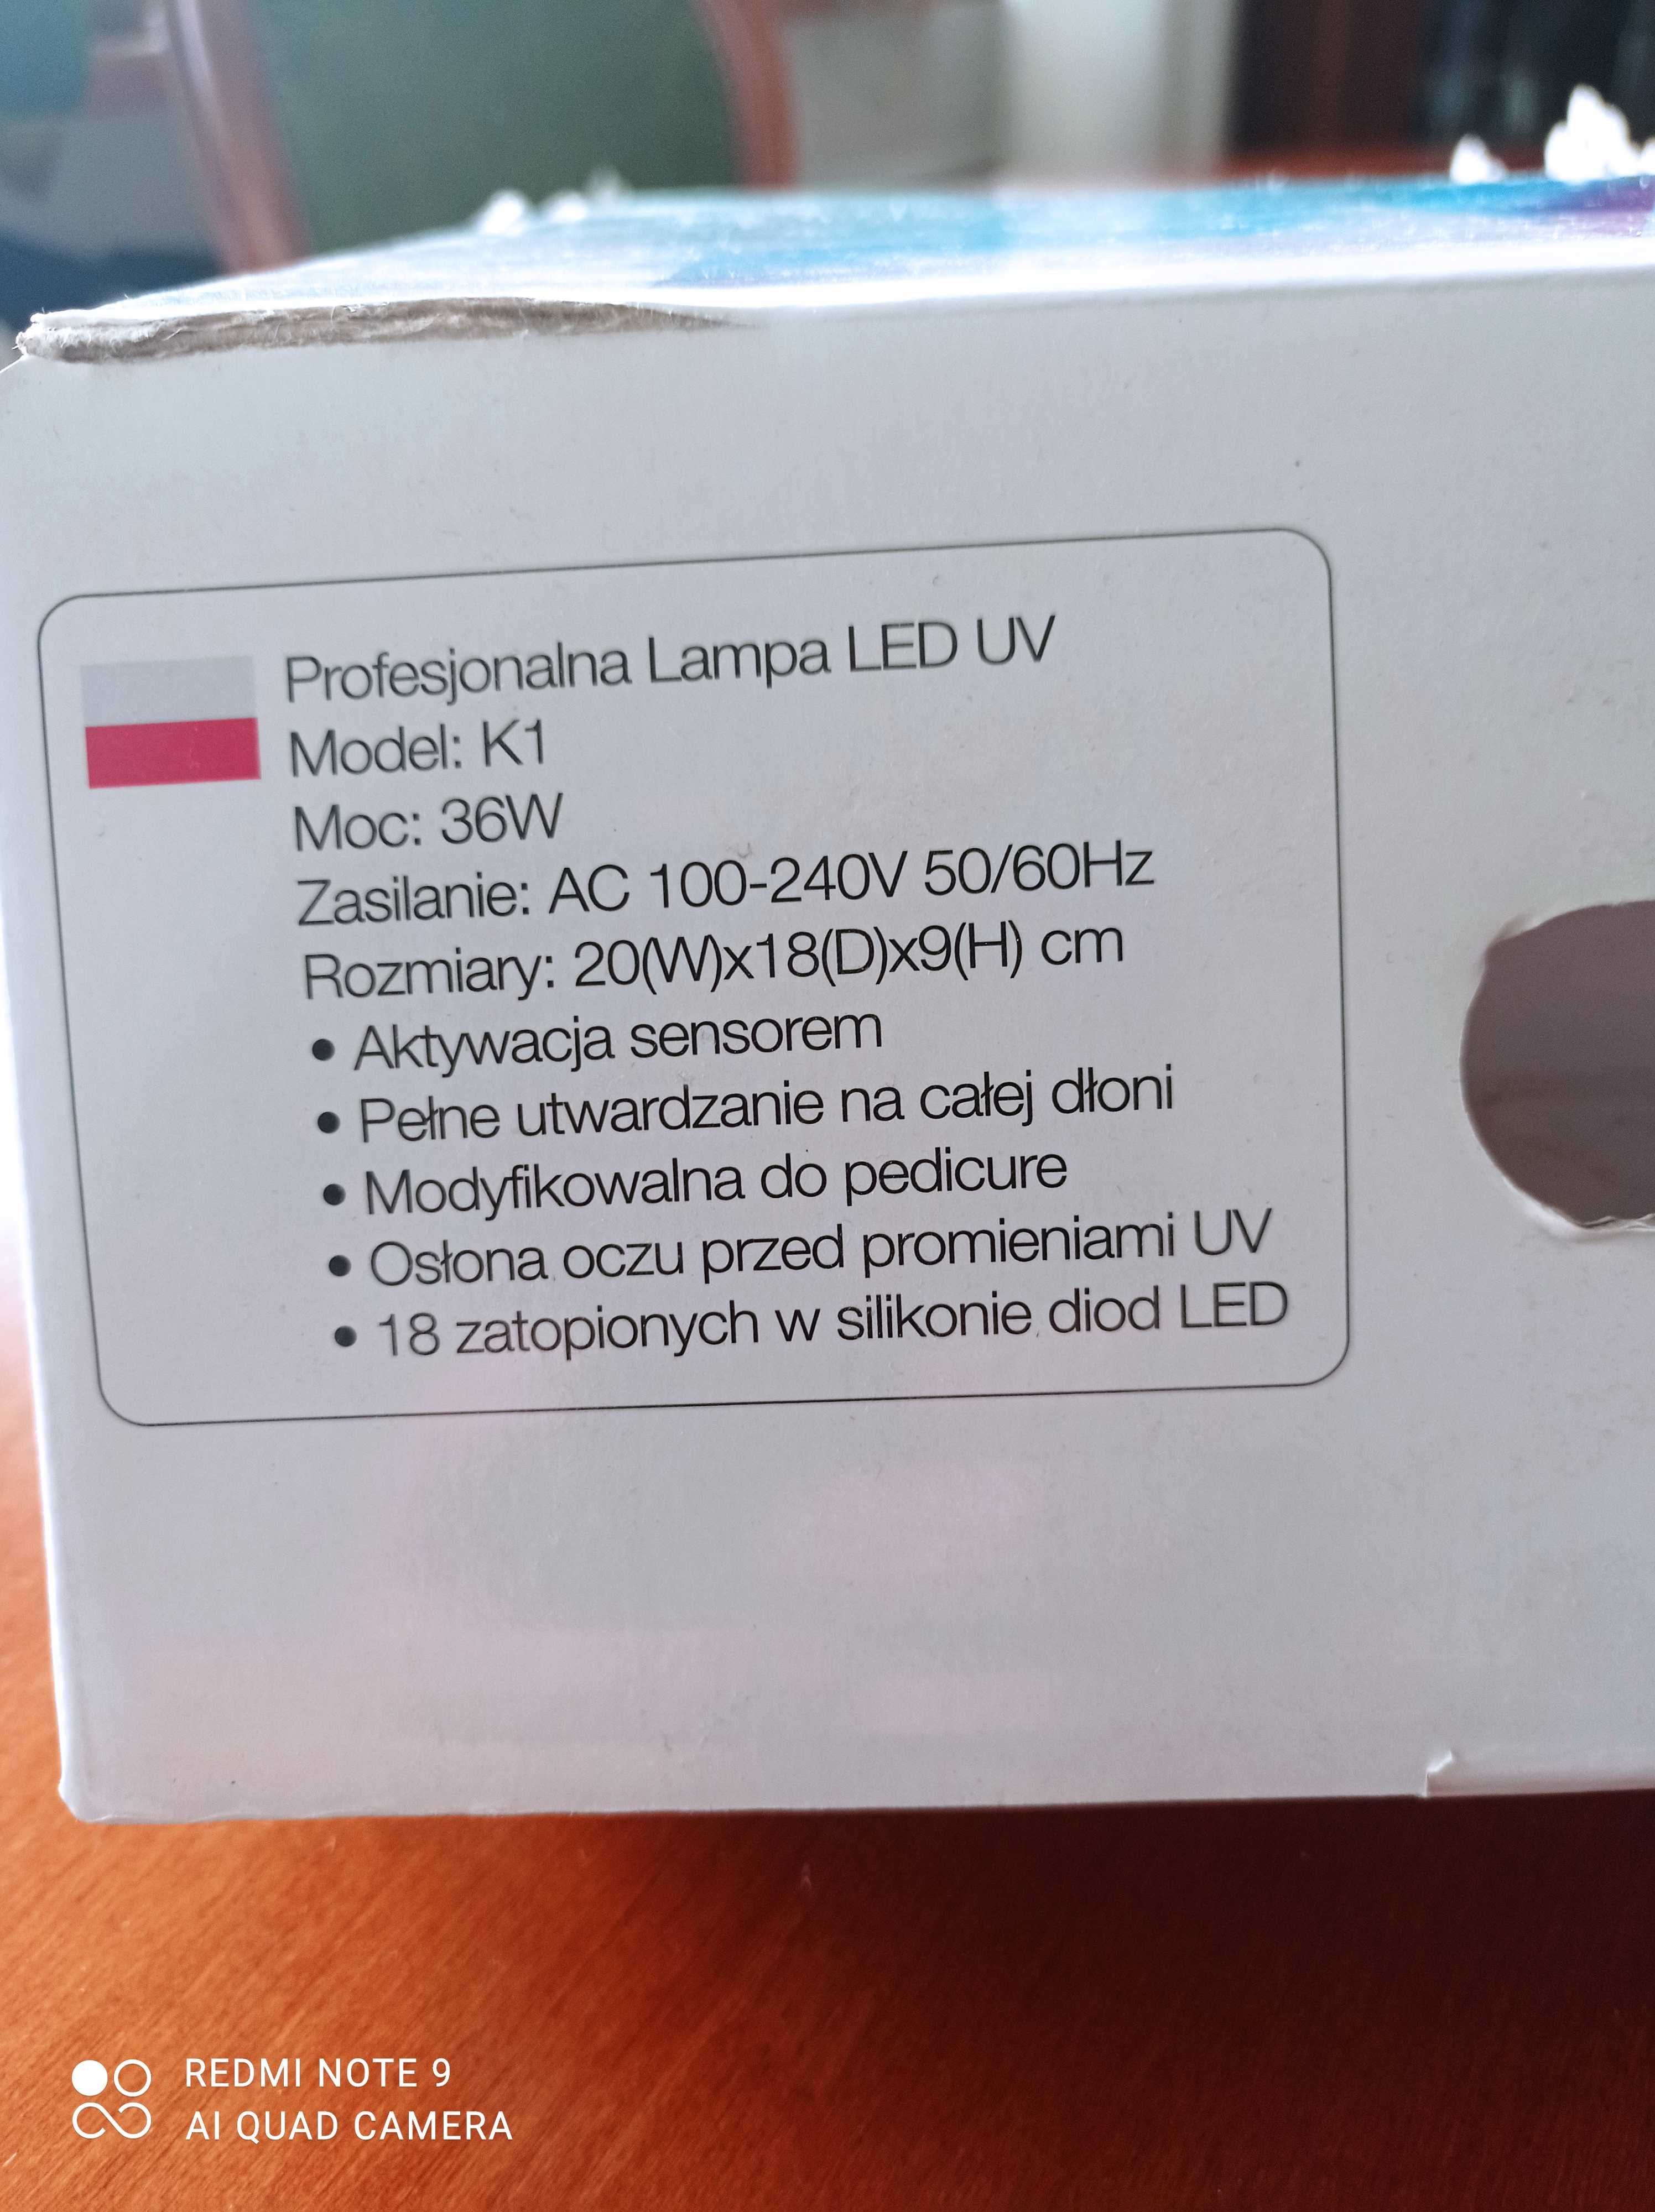 Profesjonalna Lampa LED UV
Model: K1
Moc: 36W
Zasilanie: AC 100-240V 50/60Hz
Rozmiary: 20(W)x18(D)x9(H) cm
• Aktywacja sensorem
• Pełne utwardzanie na całej dłoni
• Modyfikowalna do pedicure
• Osłona oczu przed promieniami UV
• 18 zatopionych w silikonie diod LED
REDMI NOTE 9
AI QUAD CAMERA